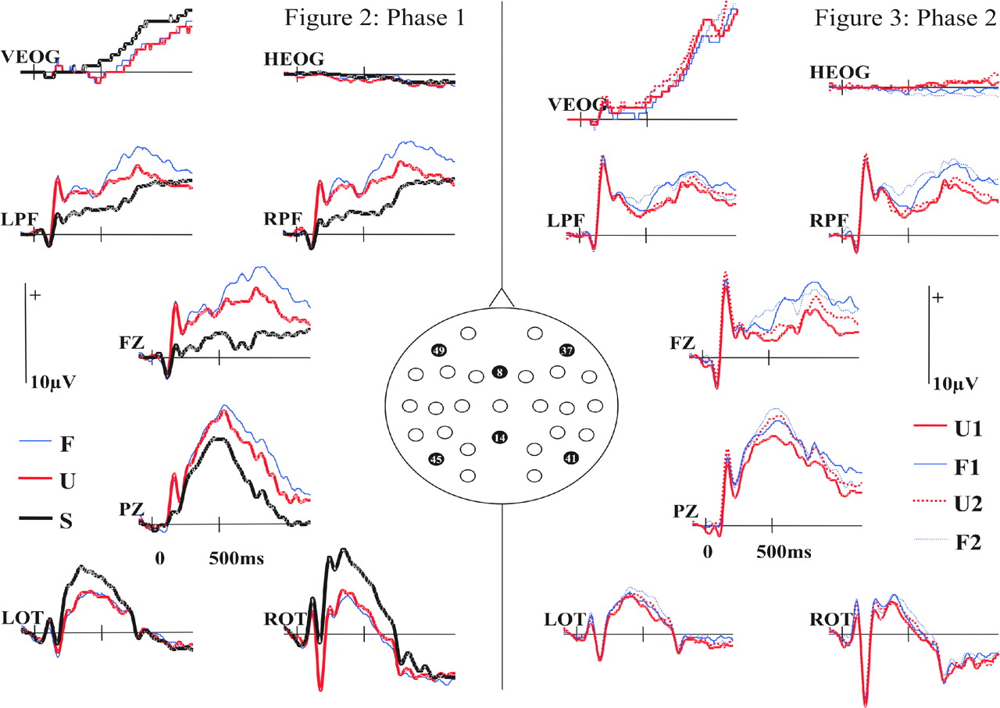 Figure 2: Phase 1
VEOG
HEOG
LPF
RPF
FZ
+
10µV
F
U
S
PZ
0 500ms
LOT
ROT
49
37
8
14
45
41
Figure 3: Phase 2
VEOG
HEOG
LPF
RPF
FZ
+
10µV
U1
F1
U2
F2
PZ
0 500ms
LOT
ROT